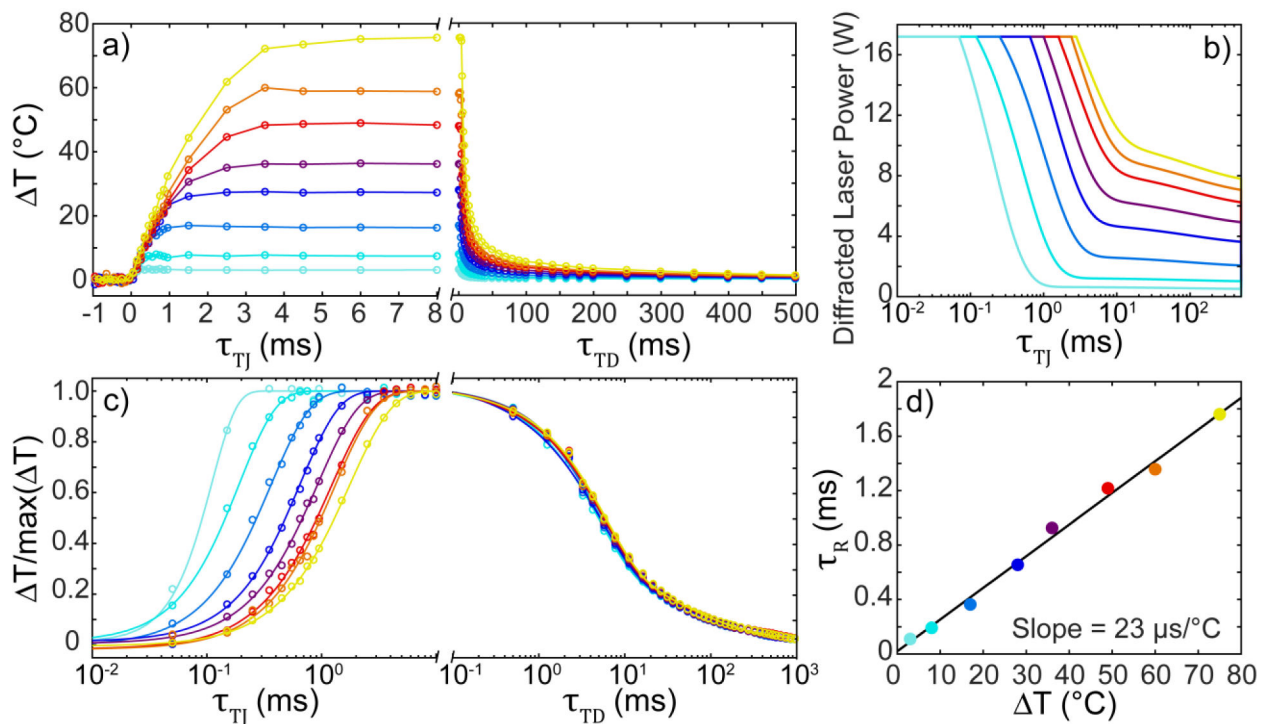 a)
80
60
40
20
0
ΔT (°C)
-1 0 1 2 3 4 5 6 7 8
τTJ (ms)
0 100 200 300 400 500
τTD (ms)
b)
16
12
8
4
0
Diffracted Laser Power (W)
10-2 10-1 100 101 102
τTJ (ms)
c)
1.0
0.8
0.6
0.4
0.2
0
ΔT/max(ΔT)
10-2 10-1 100
τTJ (ms)
10-1 100 101 102 103
τTD (ms)
d)
2
1.6
1.2
0.8
0.4
0
τR (ms)
Slope = 23 µs/°C
0 10 20 30 40 50 60 70 80
ΔT (°C)